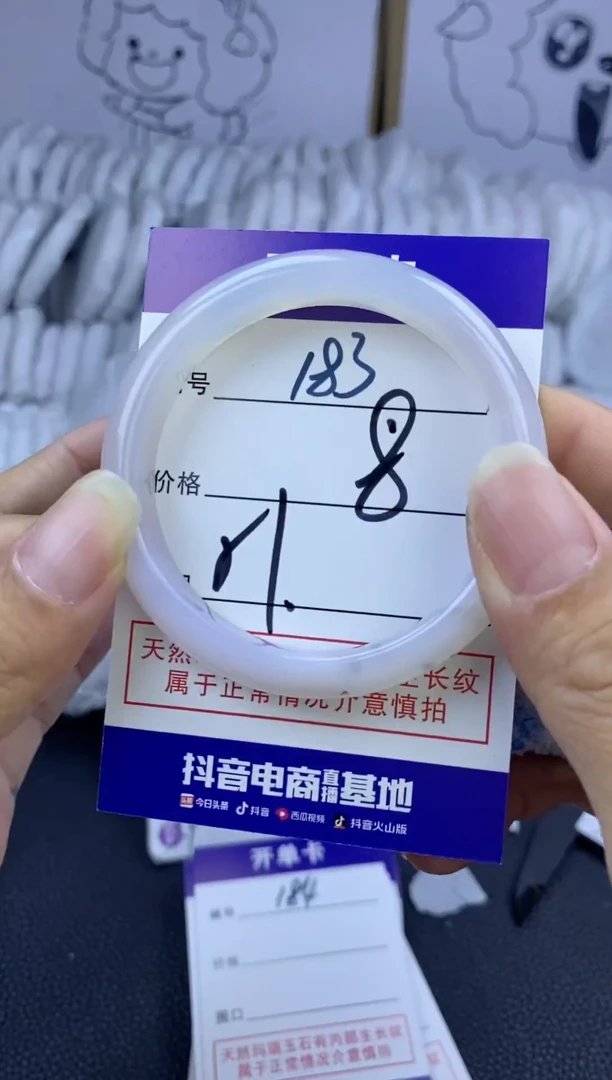 号 183
价格 8
天然 生长纹
属于正常情况介意慎拍
抖音电商直播基地
头条 今日头条 抖音 西瓜视频 抖音火山版
开单卡
编号 184
价格
圈口
天然玛瑙玉石有内部生长纹
属于正常情况介意慎拍